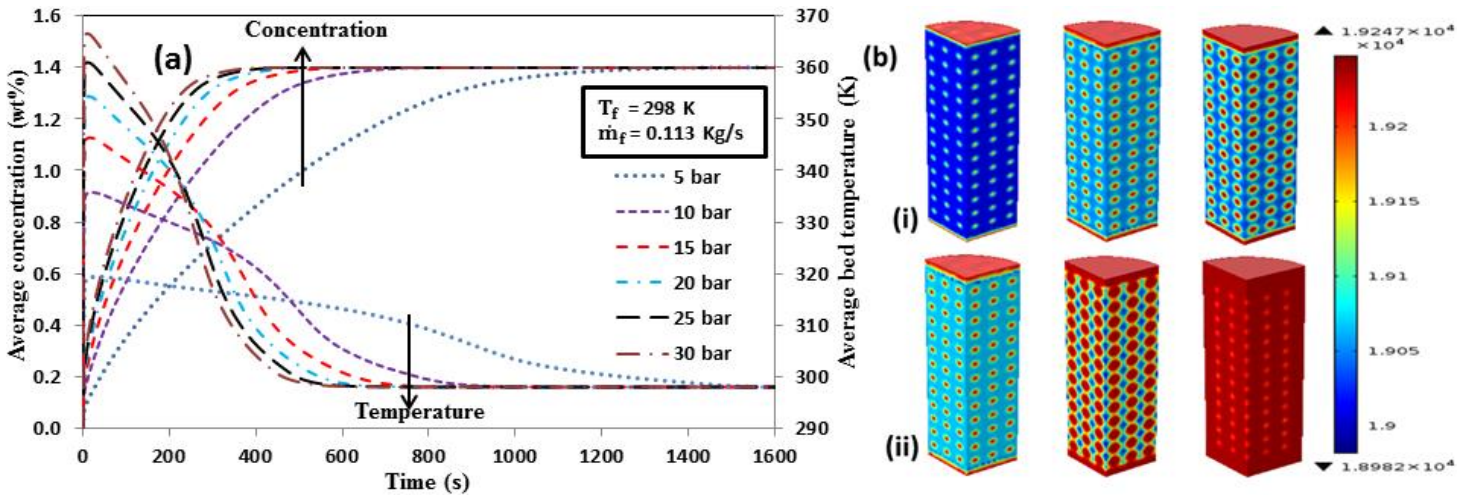 1.6
1.4
1.2
1.0
0.8
0.6
0.4
0.2
0.0
Average concentration (wt%)
(a)
Concentration
Temperature
T_f = 298 K
ṁ_f = 0.113 Kg/s
5 bar
10 bar
15 bar
20 bar
25 bar
30 bar
0 200 400 600 800 1000 1200 1400 1600
Time (s)
370
360
350
340
330
320
310
300
290
Average bed temperature (K)
(b)
(i)
(ii)
▲ 1.9247×10⁴
×10⁴
1.92
1.915
1.91
1.905
1.9
▼ 1.8982×10⁴